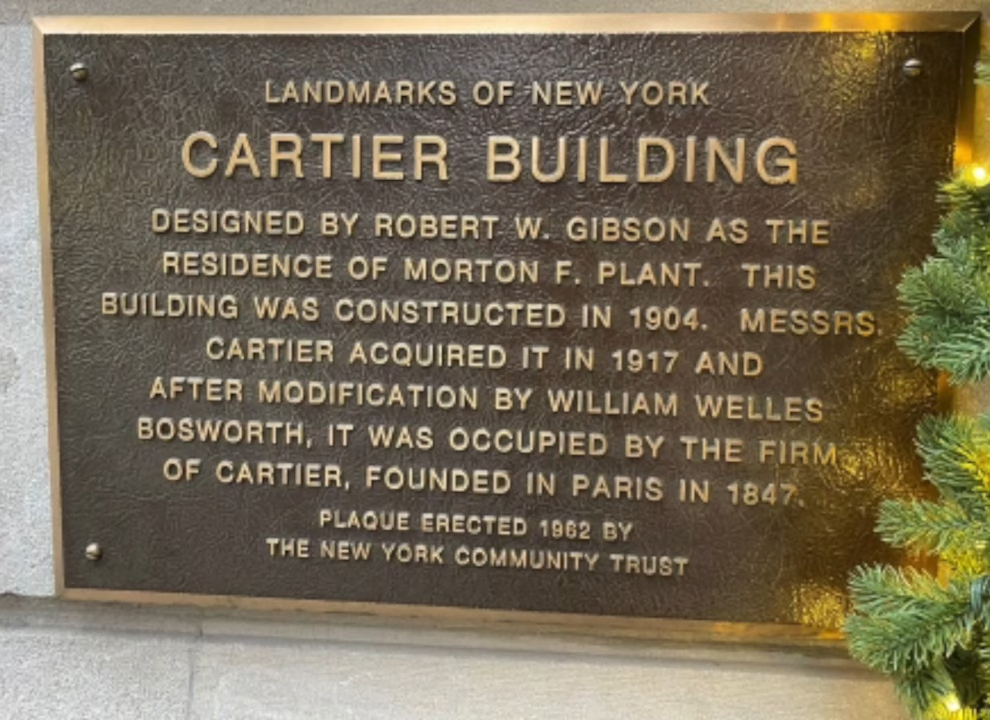 LANDMARKS OF NEW YORK
CARTIER BUILDING
DESIGNED BY ROBERT W. GIBSON AS THE
RESIDENCE OF MORTON F. PLANT. THIS
BUILDING WAS CONSTRUCTED IN 1904. MESSRS.
CARTIER ACQUIRED IT IN 1917 AND
AFTER MODIFICATION BY WILLIAM WELLES
BOSWORTH, IT WAS OCCUPIED BY THE FIRM
OF CARTIER, FOUNDED IN PARIS IN 1847.
PLAQUE ERECTED 1962 BY
THE NEW YORK COMMUNITY TRUST